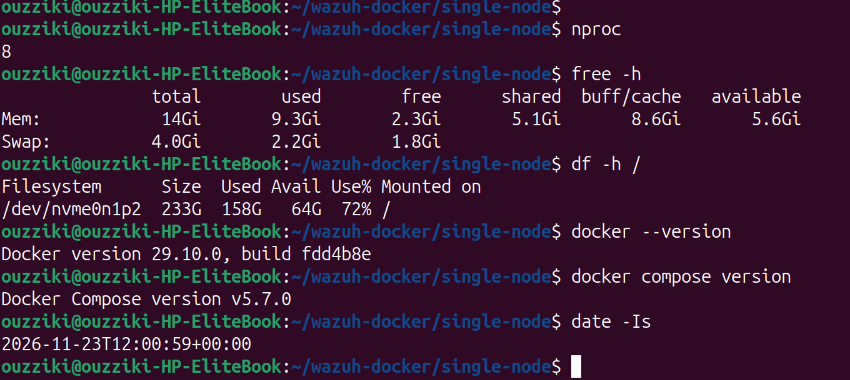 ouzziki@ouzziki-HP-EliteBook:~/wazuh-docker/single-node$
ouzziki@ouzziki-HP-EliteBook:~/wazuh-docker/single-node$ nproc
8
ouzziki@ouzziki-HP-EliteBook:~/wazuh-docker/single-node$ free -h
               total        used        free      shared  buff/cache   available
Mem:            14Gi       9.3Gi       2.3Gi       5.1Gi       8.6Gi       5.6Gi
Swap:          4.0Gi       2.2Gi       1.8Gi
ouzziki@ouzziki-HP-EliteBook:~/wazuh-docker/single-node$ df -h /
Filesystem      Size  Used Avail Use% Mounted on
/dev/nvme0n1p2  233G  158G   64G  72% /
ouzziki@ouzziki-HP-EliteBook:~/wazuh-docker/single-node$ docker --version
Docker version 29.10.0, build fdd4b8e
ouzziki@ouzziki-HP-EliteBook:~/wazuh-docker/single-node$ docker compose version
Docker Compose version v5.7.0
ouzziki@ouzziki-HP-EliteBook:~/wazuh-docker/single-node$ date -Is
2026-11-23T12:00:59+00:00
ouzziki@ouzziki-HP-EliteBook:~/wazuh-docker/single-node$